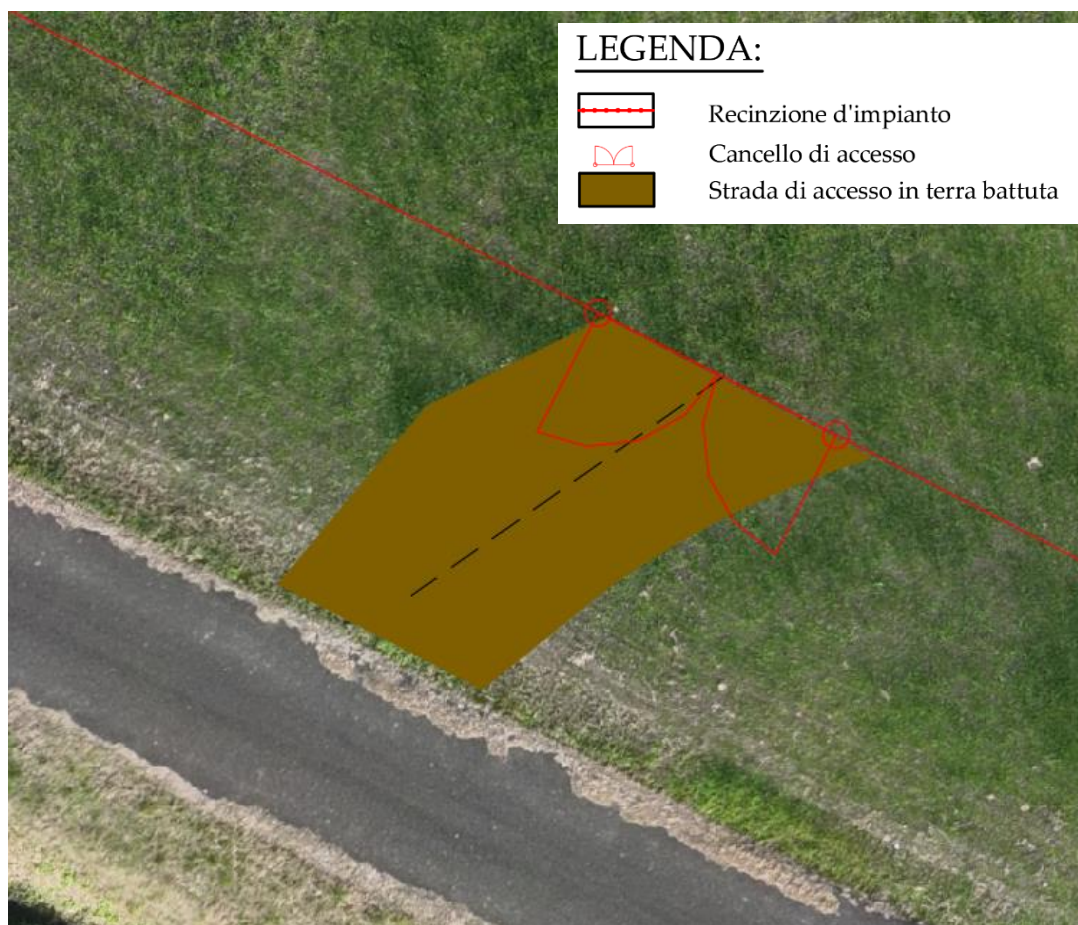 LEGENDA:
Recinzione d'impianto
Cancello di accesso
Strada di accesso in terra battuta